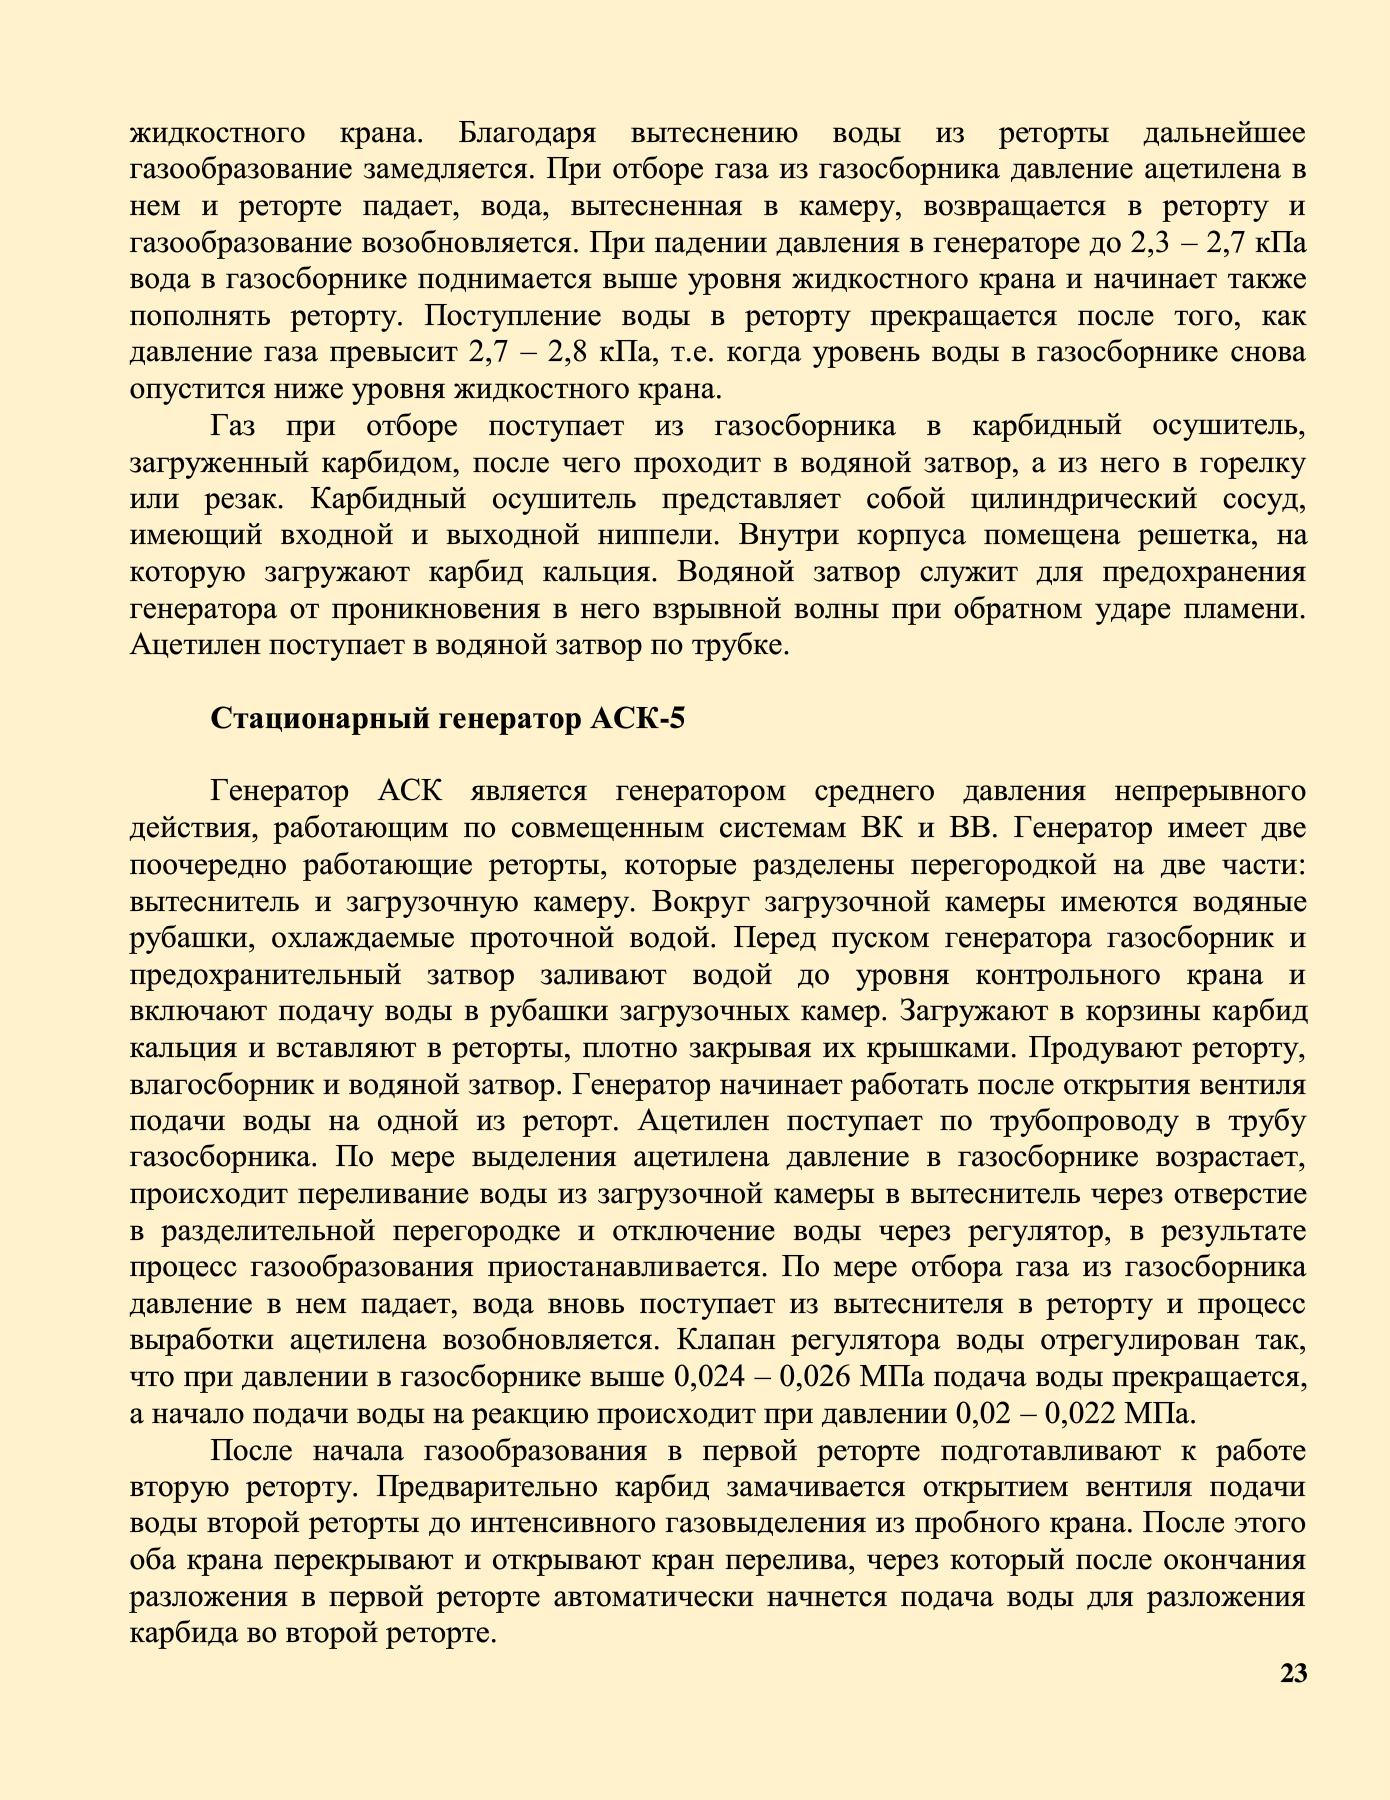 жидкостного крана. Благодаря вытеснению воды из реторты дальнейшее
газообразование замедляется. При отборе газа из газосборника давление ацетилена в
нем и реторте падает, вода, вытесненная в камеру, возвращается в реторту и
газообразование возобновляется. При падении давления в генераторе до 2,3 – 2,7 кПа
вода в газосборнике поднимается выше уровня жидкостного крана и начинает также
пополнять реторту. Поступление воды в реторту прекращается после того, как
давление газа превысит 2,7 – 2,8 кПа, т.е. когда уровень воды в газосборнике снова
опустится ниже уровня жидкостного крана.
Газ при отборе поступает из газосборника в карбидный осушитель,
загруженный карбидом, после чего проходит в водяной затвор, а из него в горелку
или резак. Карбидный осушитель представляет собой цилиндрический сосуд,
имеющий входной и выходной ниппели. Внутри корпуса помещена решетка, на
которую загружают карбид кальция. Водяной затвор служит для предохранения
генератора от проникновения в него взрывной волны при обратном ударе пламени.
Ацетилен поступает в водяной затвор по трубке.
Стационарный генератор АСК-5
Генератор АСК является генератором среднего давления непрерывного
действия, работающим по совмещенным системам ВК и ВВ. Генератор имеет две
поочередно работающие реторты, которые разделены перегородкой на две части:
вытеснитель и загрузочную камеру. Вокруг загрузочной камеры имеются водяные
рубашки, охлаждаемые проточной водой. Перед пуском генератора газосборник и
предохранительный затвор заливают водой до уровня контрольного крана и
включают подачу воды в рубашки загрузочных камер. Загружают в корзины карбид
кальция и вставляют в реторты, плотно закрывая их крышками. Продувают реторту,
влагосборник и водяной затвор. Генератор начинает работать после открытия вентиля
подачи воды на одной из реторт. Ацетилен поступает по трубопроводу в трубу
газосборника. По мере выделения ацетилена давление в газосборнике возрастает,
происходит переливание воды из загрузочной камеры в вытеснитель через отверстие
в разделительной перегородке и отключение воды через регулятор, в результате
процесс газообразования приостанавливается. По мере отбора газа из газосборника
давление в нем падает, вода вновь поступает из вытеснителя в реторту и процесс
выработки ацетилена возобновляется. Клапан регулятора воды отрегулирован так,
что при давлении в газосборнике выше 0,024 – 0,026 МПа подача воды прекращается,
а начало подачи воды на реакцию происходит при давлении 0,02 – 0,022 МПа.
После начала газообразования в первой реторте подготавливают к работе
вторую реторту. Предварительно карбид замачивается открытием вентиля подачи
воды второй реторты до интенсивного газовыделения из пробного крана. После этого
оба крана перекрывают и открывают кран перелива, через который после окончания
разложения в первой реторте автоматически начнется подача воды для разложения
карбида во второй реторте.
23